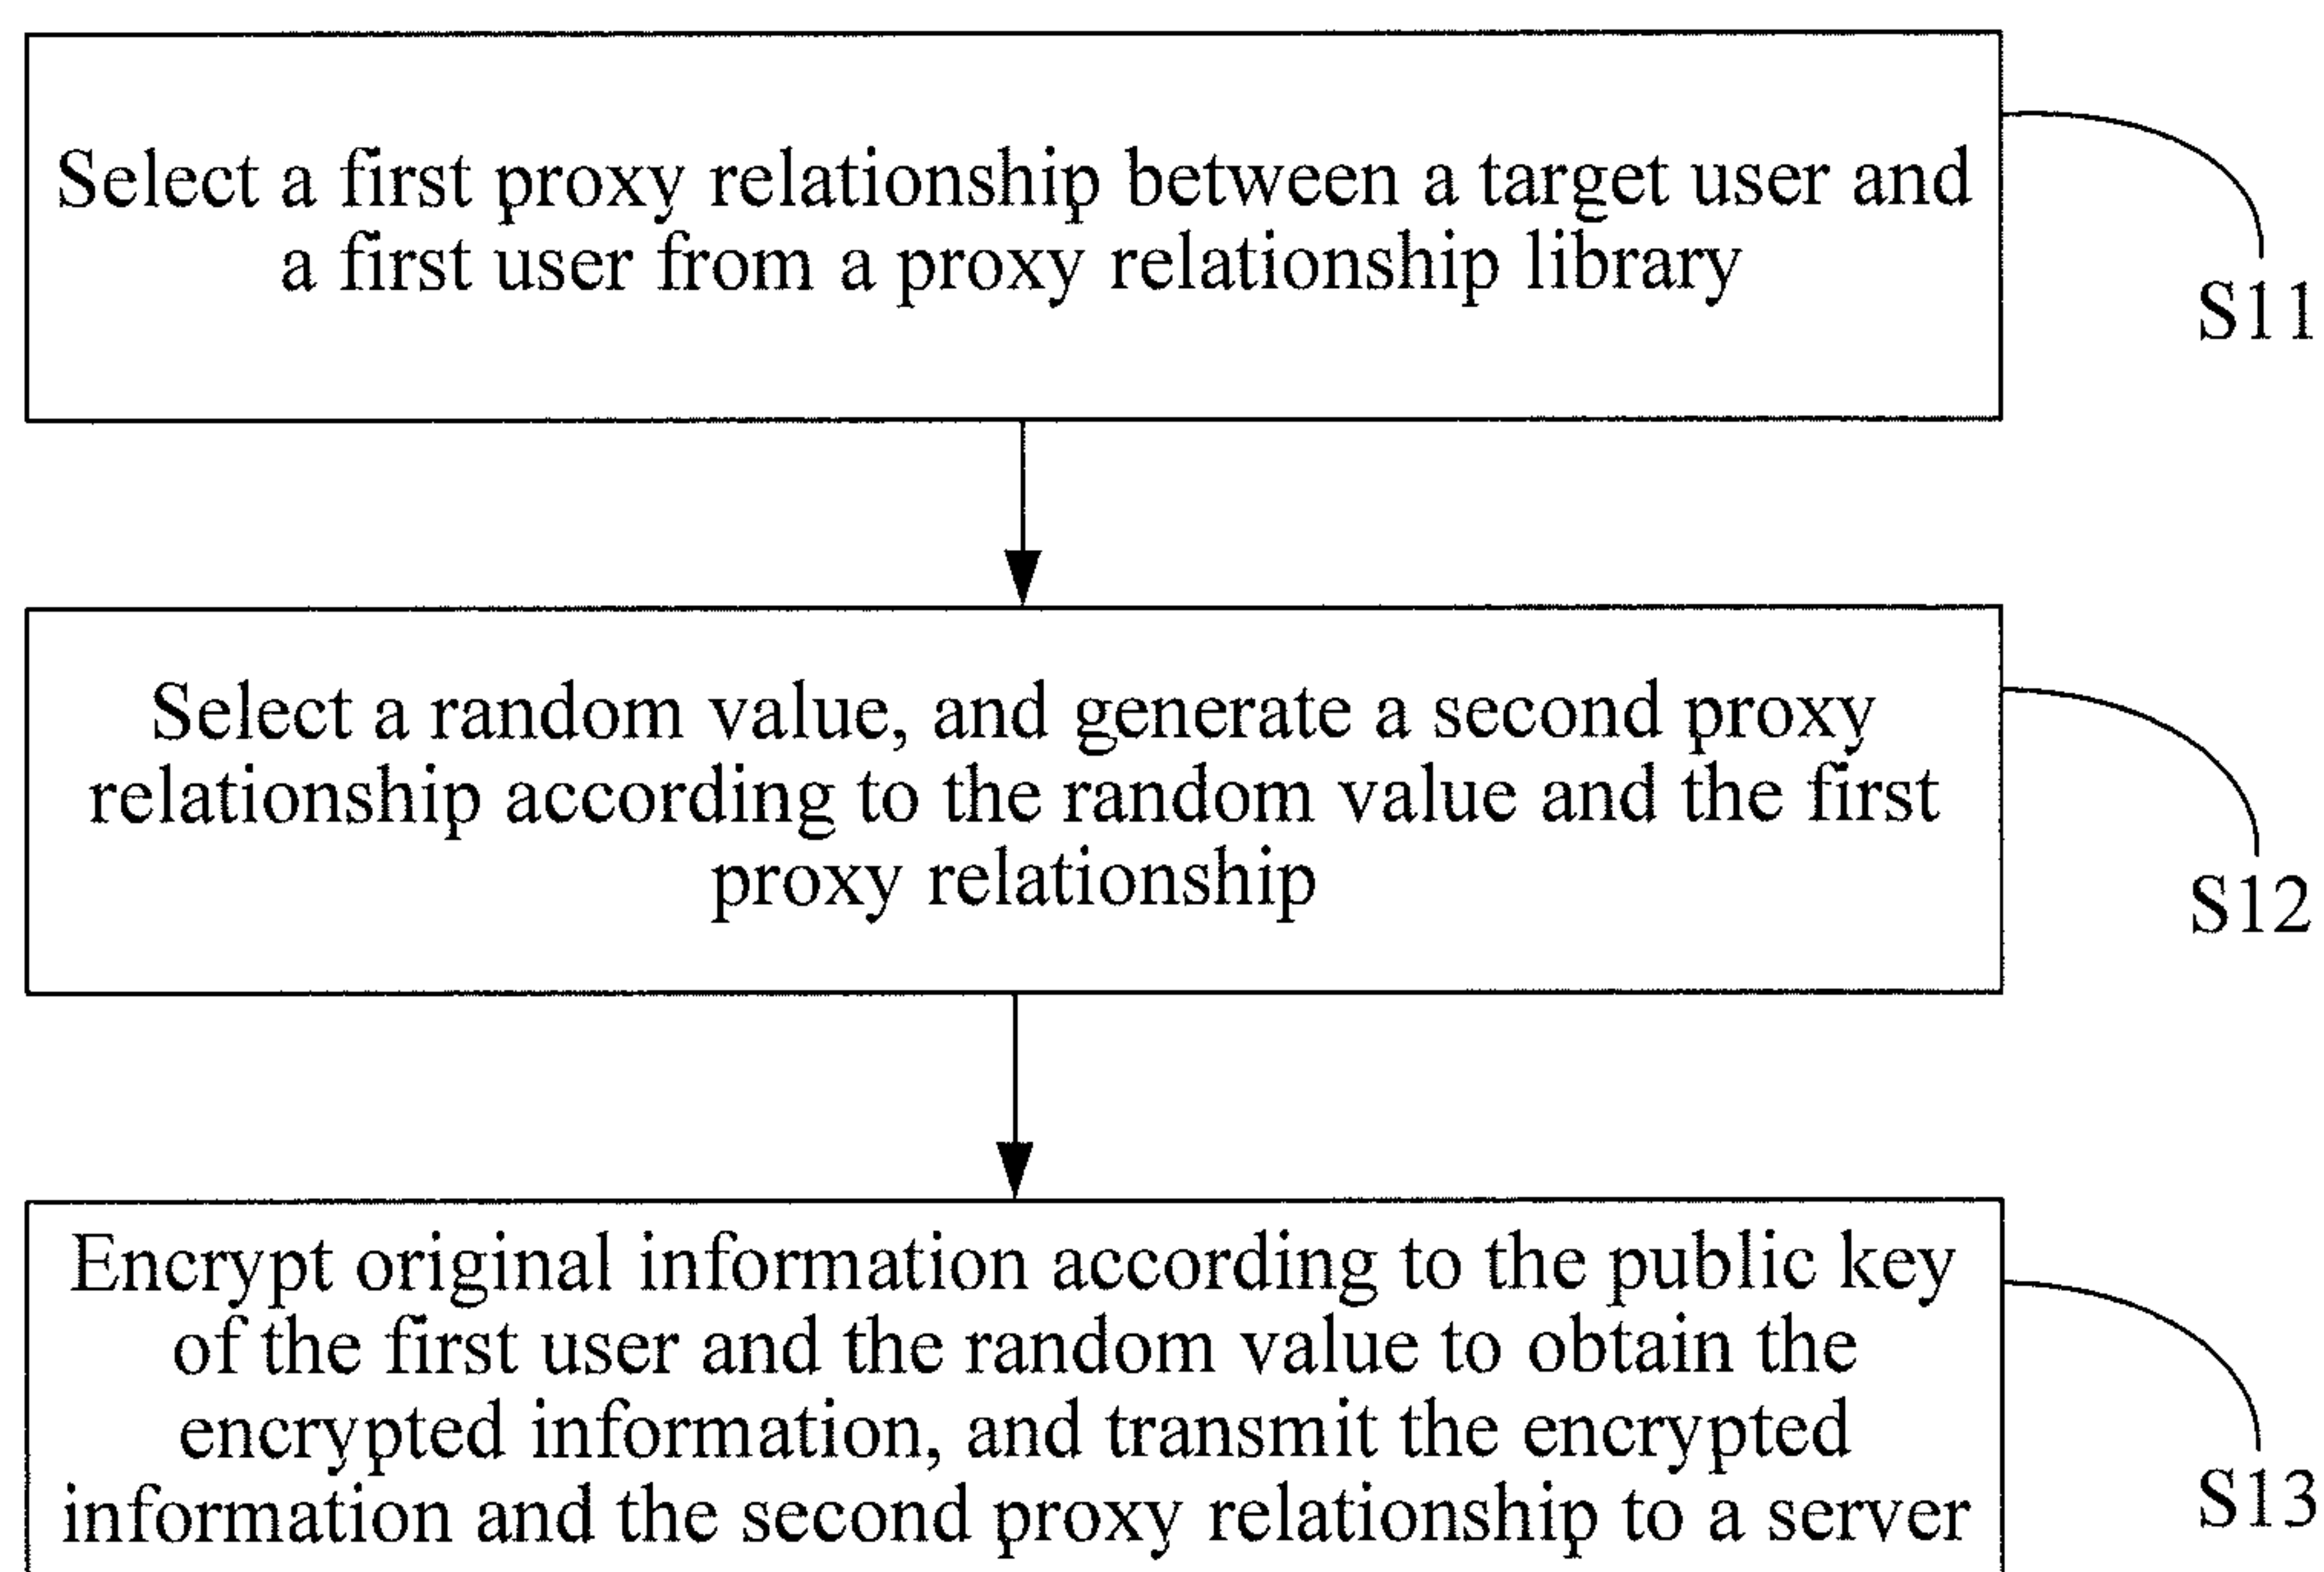 Select a first proxy relationship between a target user and
a first user from a proxy relationship library
S11
Select a random value, and generate a second proxy
relationship according to the random value and the first
proxy relationship
S12
Encrypt original information according to the public key
of the first user and the random value to obtain the
encrypted information, and transmit the encrypted
information and the second proxy relationship to a server
S13